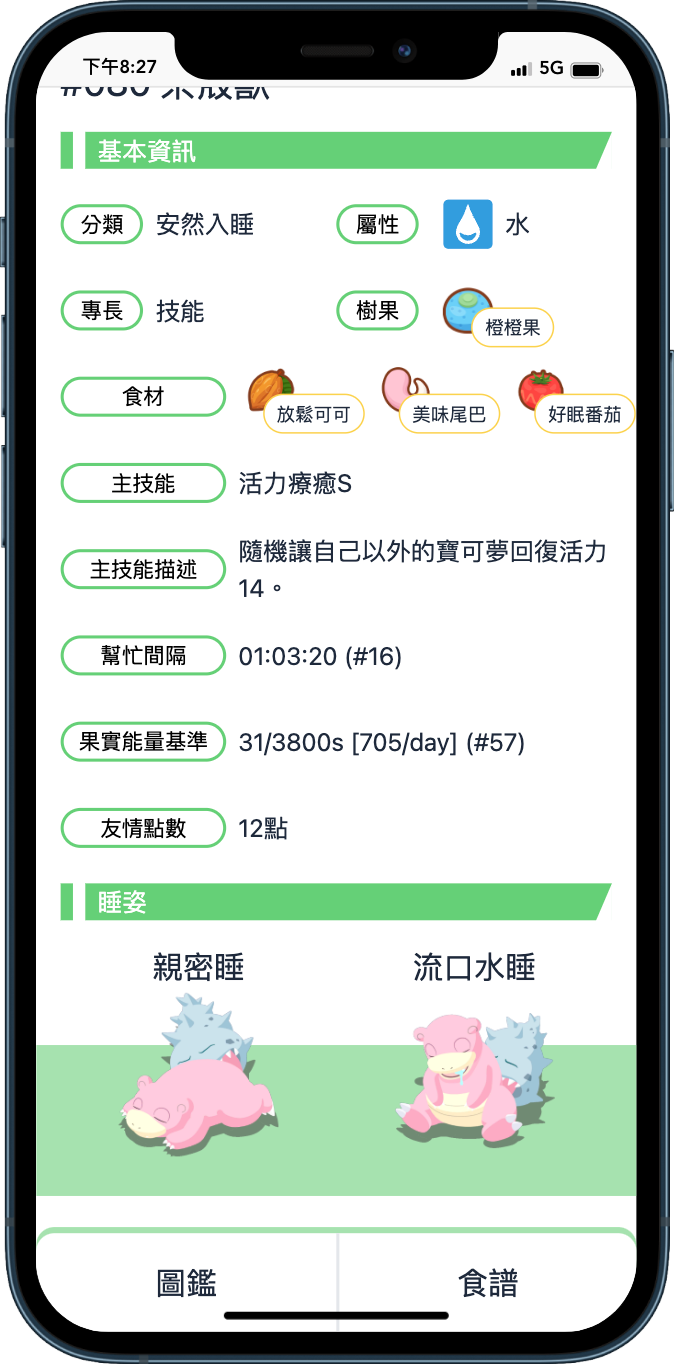 下午8:27
5G
#080 呆殼獸
基本資訊
分類 安然入睡 屬性 水
專長 技能 樹果 橙橙果
食材 放鬆可可 美味尾巴 好眠番茄
主技能 活力療癒S
主技能描述 隨機讓自己以外的寶可夢回復活力
14。
幫忙間隔 01:03:20 (#16)
果實能量基準 31/3800s [705/day] (#57)
友情點數 12點
睡姿
親密睡 流口水睡
圖鑑 食譜